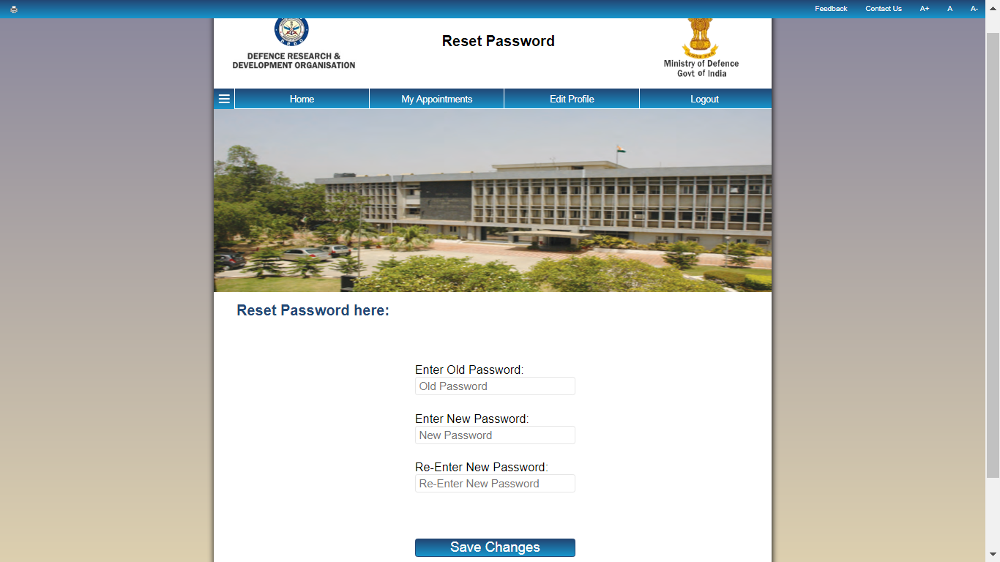 Feedback Contact Us A+ A A-
DRDO
DEFENCE RESEARCH &
DEVELOPMENT ORGANISATION
Reset Password
Ministry of Defence
Govt of India
Home My Appointments Edit Profile Logout
Reset Password here:
Enter Old Password:
Old Password
Enter New Password:
New Password
Re-Enter New Password:
Re-Enter New Password
Save Changes